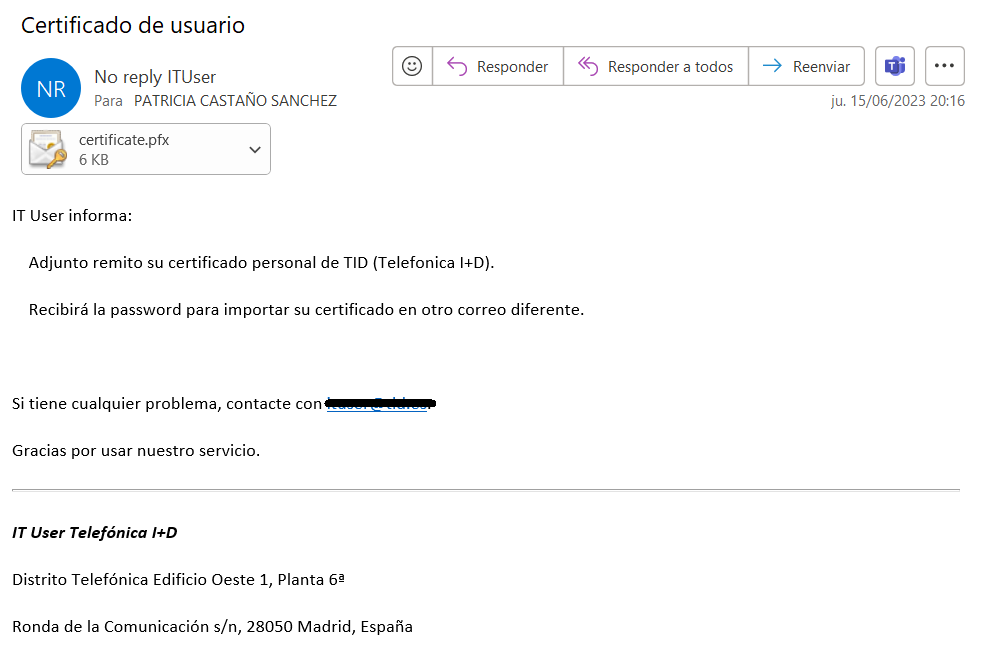 Certificado de usuario
NR
No reply ITUser
Para PATRICIA CASTAÑO SANCHEZ
Responder
Responder a todos
Reenviar
ju. 15/06/2023 20:16
certificate.pfx
6 KB
IT User informa:
Adjunto remito su certificado personal de TID (Telefonica I+D).
Recibirá la password para importar su certificado en otro correo diferente.
Si tiene cualquier problema, contacte con
Gracias por usar nuestro servicio.
IT User Telefónica I+D
Distrito Telefónica Edificio Oeste 1, Planta 6ª
Ronda de la Comunicación s/n, 28050 Madrid, España